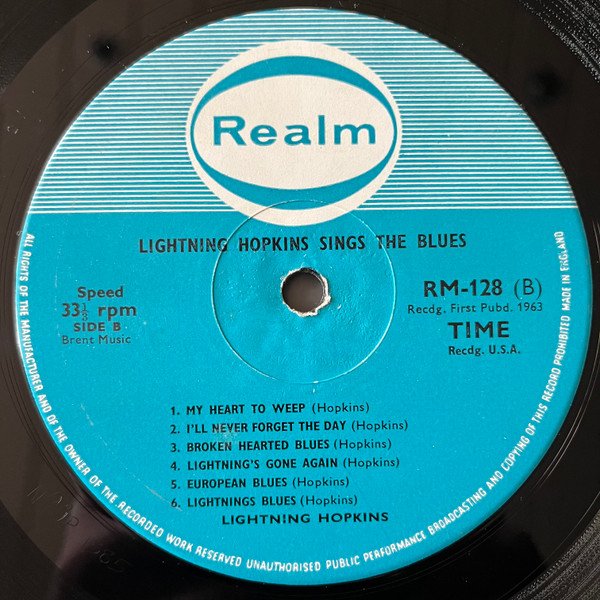 Realm
LIGHTNING HOPKINS SINGS THE BLUES
Speed
33⅓ rpm
SIDE B
Brent Music
RM-128 (B)
Recdg. First Pubd. 1963
TIME
Recdg. U.S.A.
1. MY HEART TO WEEP (Hopkins)
2. I'LL NEVER FORGET THE DAY (Hopkins)
3. BROKEN HEARTED BLUES (Hopkins)
4. LIGHTNING'S GONE AGAIN (Hopkins)
5. EUROPEAN BLUES (Hopkins)
6. LIGHTNINGS BLUES (Hopkins)
LIGHTNING HOPKINS
ALL RIGHTS OF THE MANUFACTURER AND OF THE OWNER OF THE RECORDED WORK RESERVED UNAUTHORISED PUBLIC PERFORMANCE BROADCASTING AND COPYING OF THIS RECORD PROHIBITED MADE IN ENGLAND